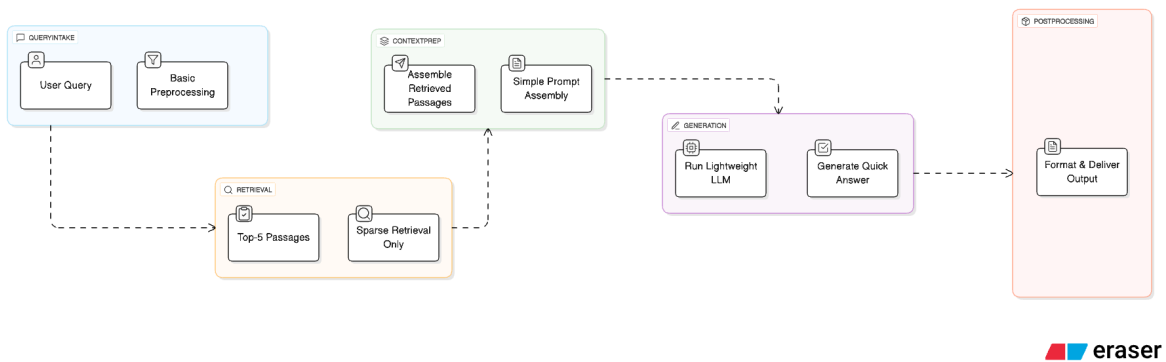 QUERYINTAKE
User Query
Basic
Preprocessing
RETRIEVAL
Top-5 Passages
Sparse Retrieval
Only
CONTEXTPREP
Assemble
Retrieved
Passages
Simple Prompt
Assembly
GENERATION
Run Lightweight
LLM
Generate Quick
Answer
POSTPROCESSING
Format & Deliver
Output
eraser